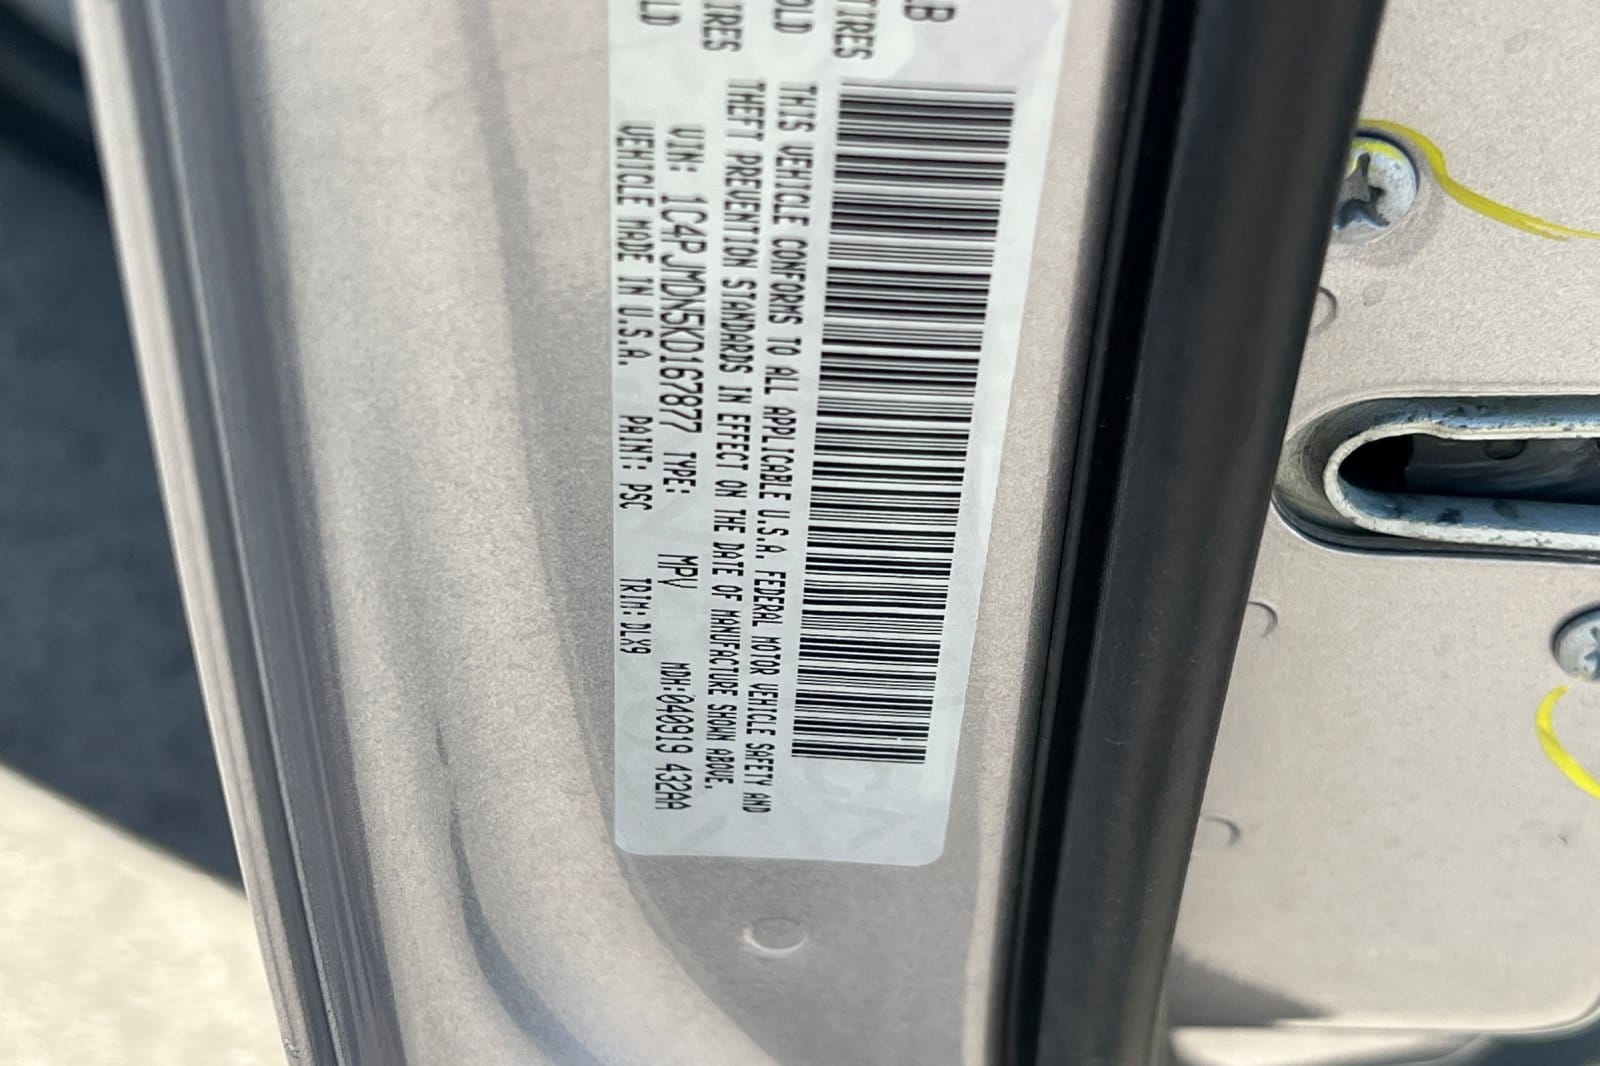 LB
TIRES
OLD
IRES
LD
THIS VEHICLE CONFORMS TO ALL APPLICABLE U.S.A. FEDERAL MOTOR VEHICLE SAFETY AND
THEFT PREVENTION STANDARDS IN EFFECT ON THE DATE OF MANUFACTURE SHOWN ABOVE.
VIN: 1C4PJMDN5KD167877 TYPE: MPV MDH:040919 432AA
VEHICLE MADE IN U.S.A. PAINT: PSC TRIM: DLX9